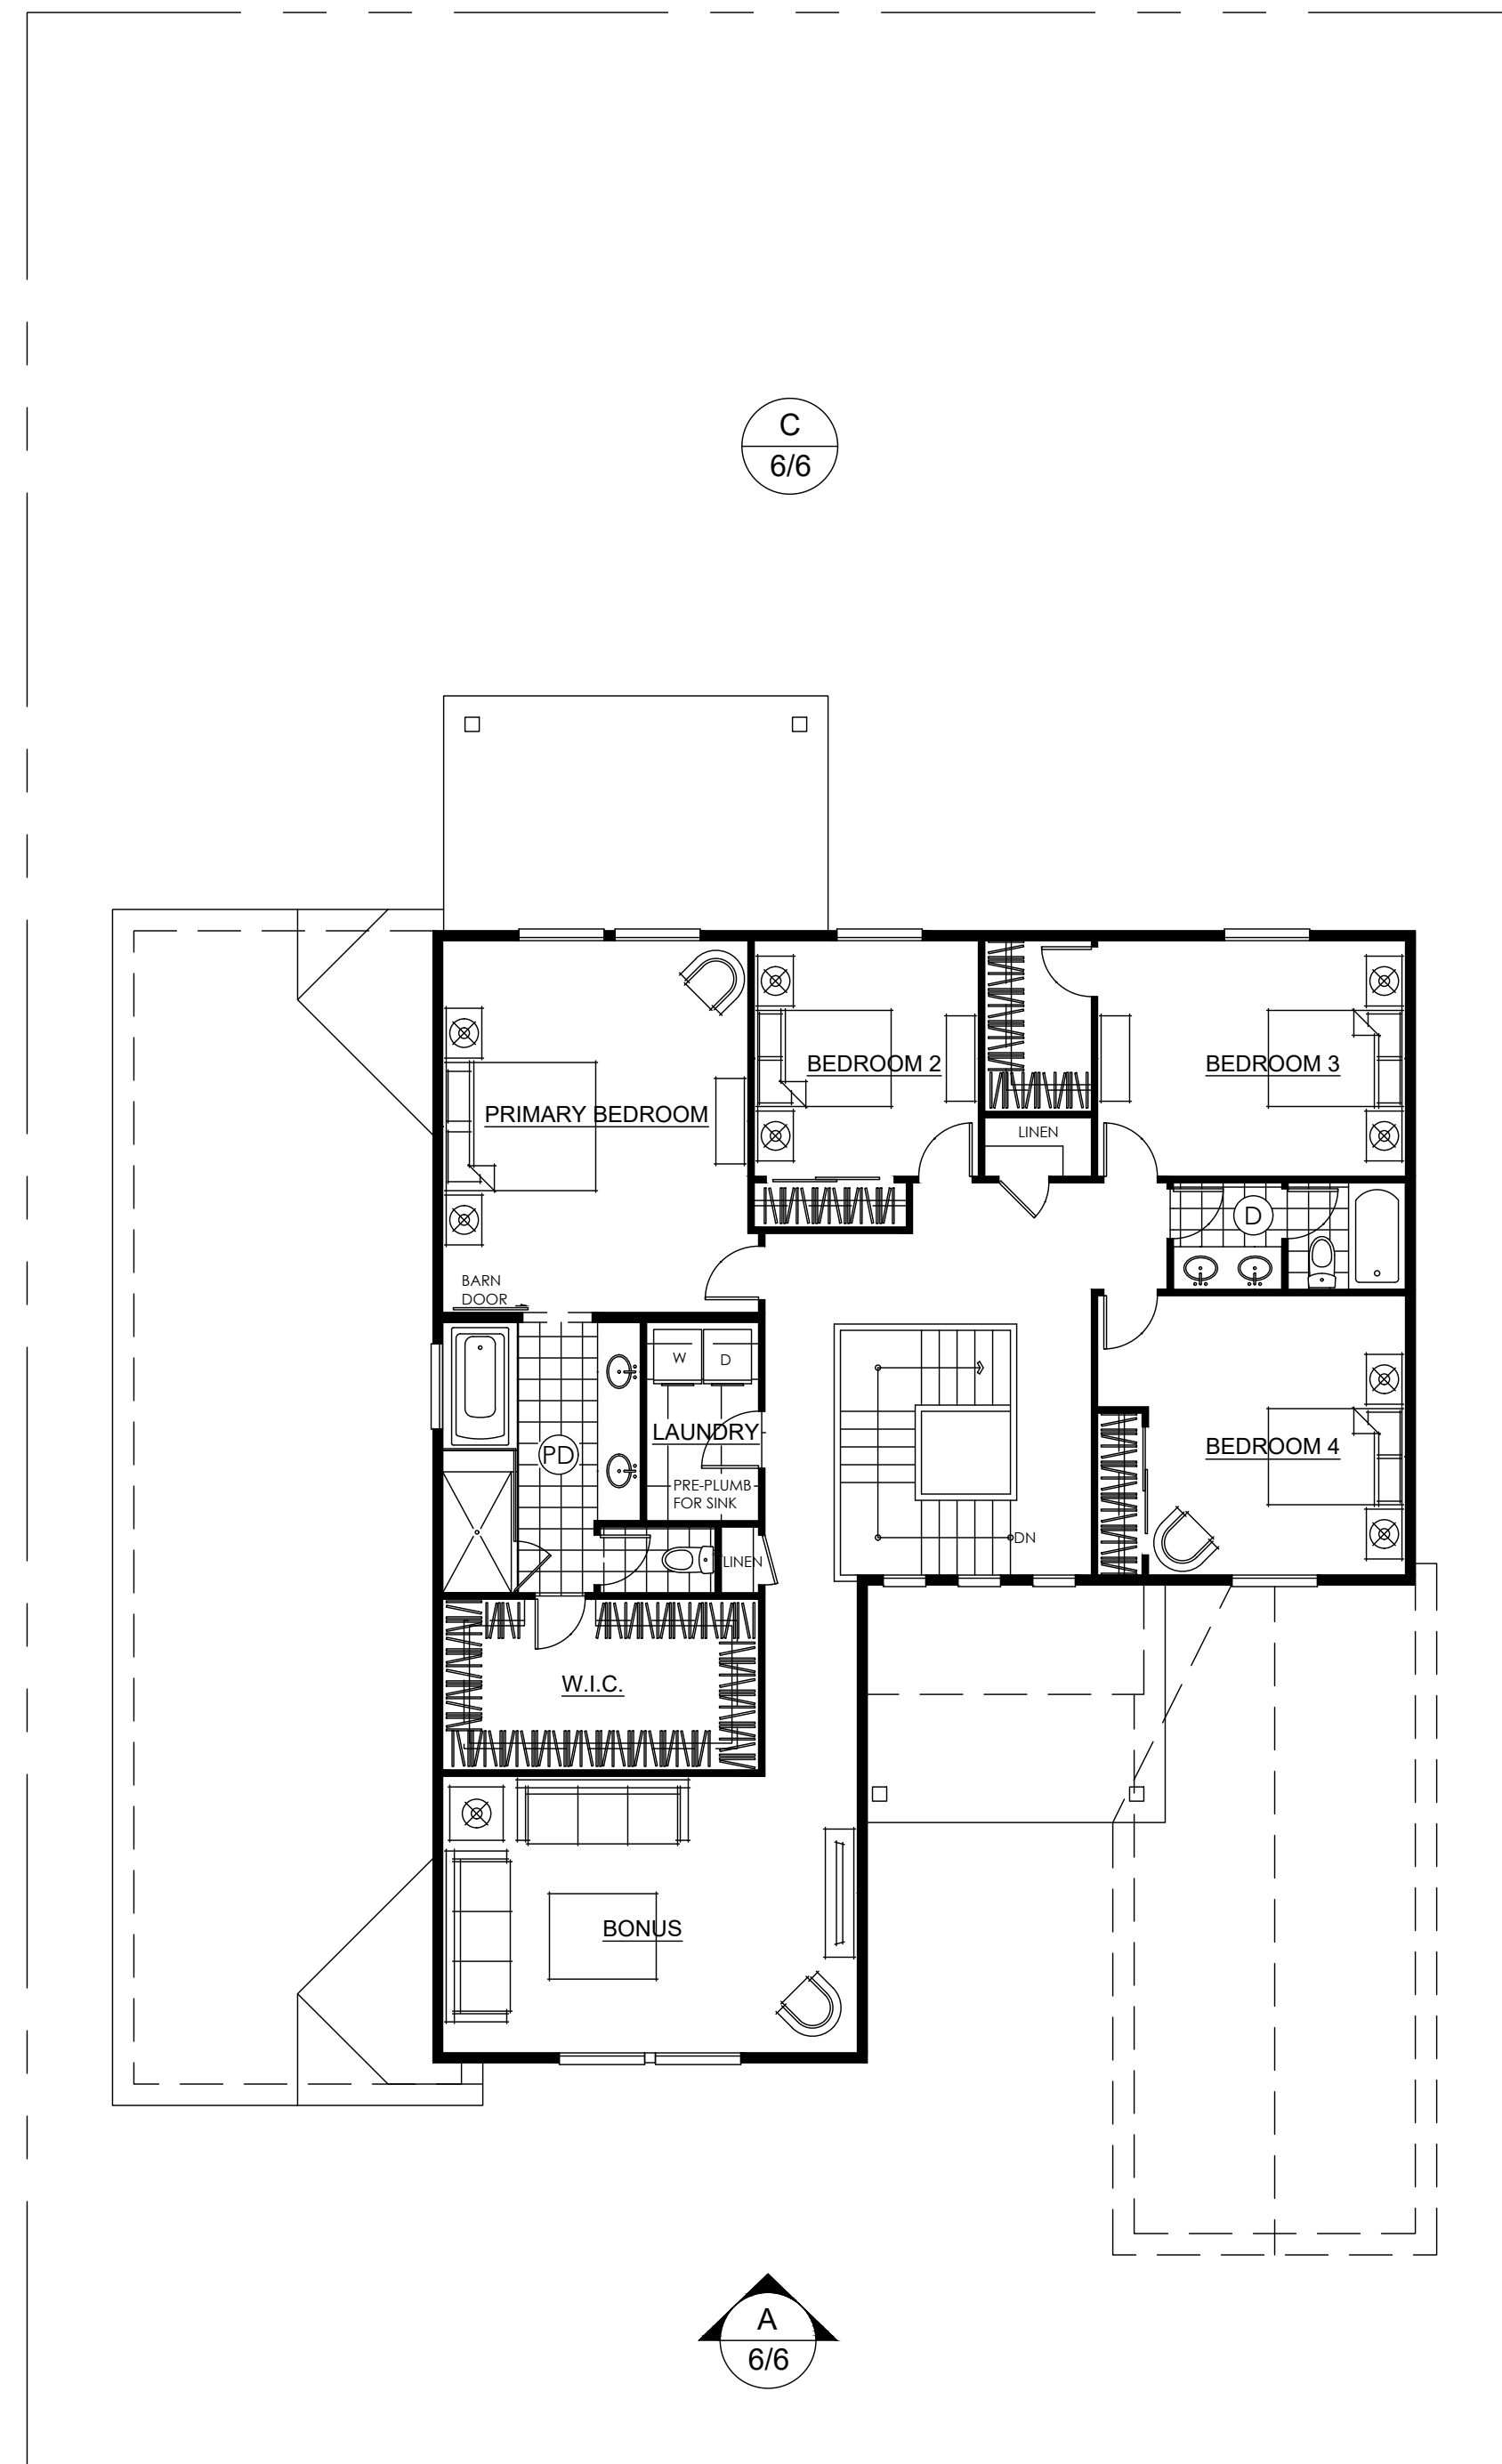 C
6/6
BEDROOM 2
BEDROOM 3
PRIMARY BEDROOM
LINEN
D
BARN
DOOR
W
D
LAUNDRY
BEDROOM 4
PD
PRE-PLUMB
FOR SINK
DN
LINEN
W.I.C.
BONUS
A
6/6